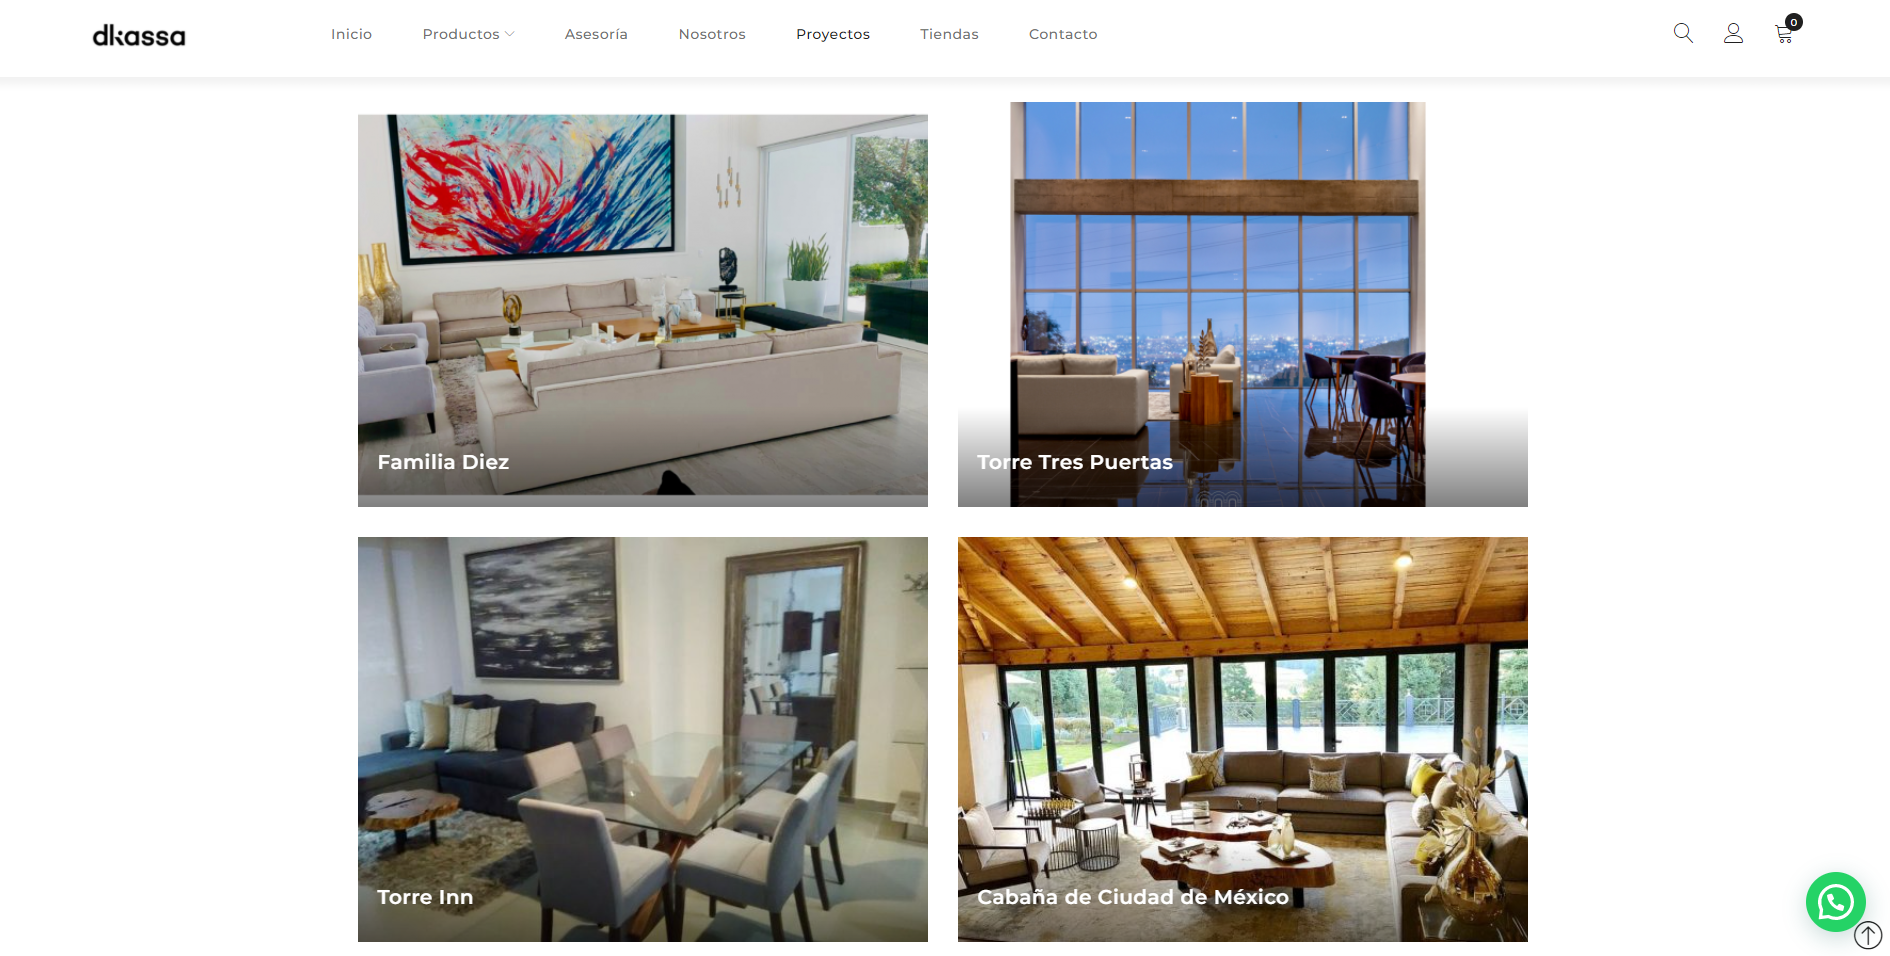 dkassa
Inicio
Productos
Asesoría
Nosotros
Proyectos
Tiendas
Contacto
0
Familia Diez
Torre Tres Puertas
Torre Inn
Cabaña de Ciudad de México